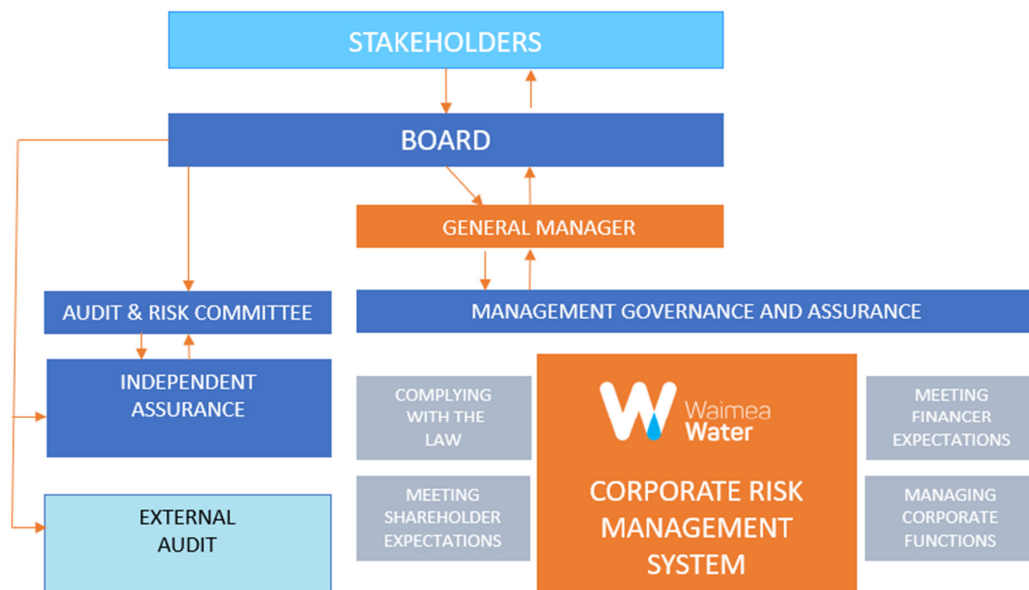 STAKEHOLDERS
BOARD
GENERAL MANAGER
AUDIT & RISK COMMITTEE
MANAGEMENT GOVERNANCE AND ASSURANCE
INDEPENDENT
ASSURANCE
COMPLYING
WITH THE
LAW
Waimea
Water
MEETING
FINANCER
EXPECTATIONS
EXTERNAL
AUDIT
MEETING
SHAREHOLDER
EXPECTATIONS
CORPORATE RISK
MANAGEMENT
SYSTEM
MANAGING
CORPORATE
FUNCTIONS